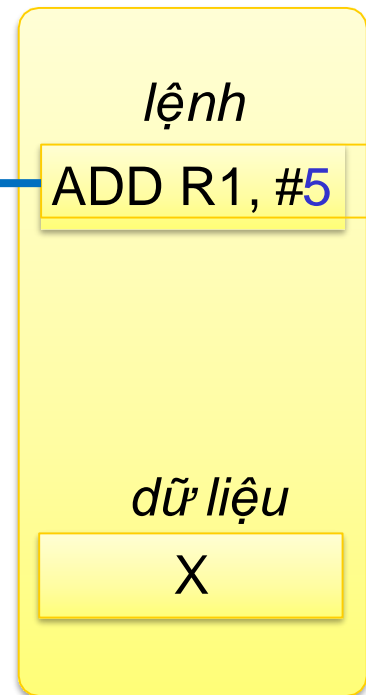 lệnh
ADD R1, #5
dữ liệu
X